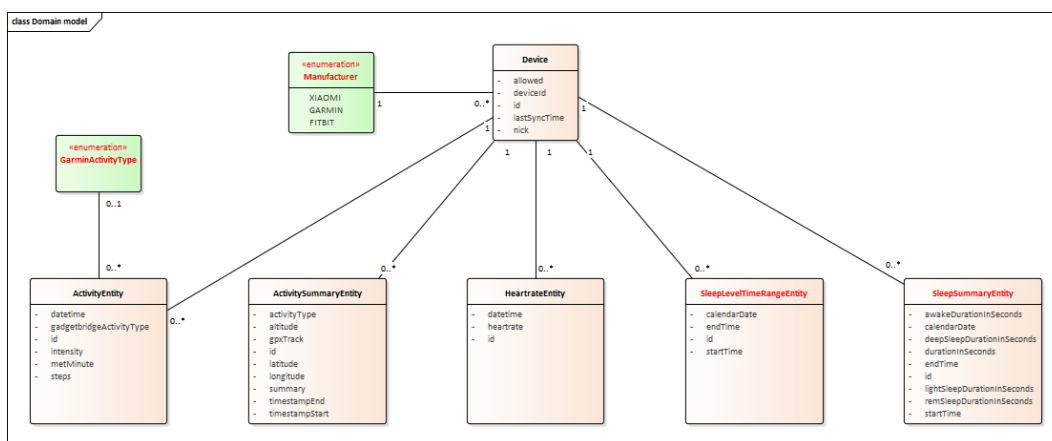 class Domain model
«enumeration»
Manufacturer
XIAOMI
GARMIN
FITBIT
1
0..*
Device
- allowed
- deviceId
- id
- lastSyncTime
- nick
1
1
1
1
1
«enumeration»
GarminActivityType
0..1
0..*
0..*
0..*
0..*
0..*
0..*
ActivityEntity
- datetime
- gadgetbridgeActivityType
- id
- intensity
- metMinute
- steps
ActivitySummaryEntity
- activityType
- altitude
- gpxTrack
- id
- latitude
- longitude
- summary
- timestampEnd
- timestampStart
HeartrateEntity
- datetime
- heartrate
- id
SleepLevelTimeRangeEntity
- calendarDate
- endTime
- id
- startTime
SleepSummaryEntity
- awakeDurationInSeconds
- calendarDate
- deepSleepDurationInSeconds
- durationInSeconds
- endTime
- id
- lightSleepDurationInSeconds
- remSleepDurationInSeconds
- startTime